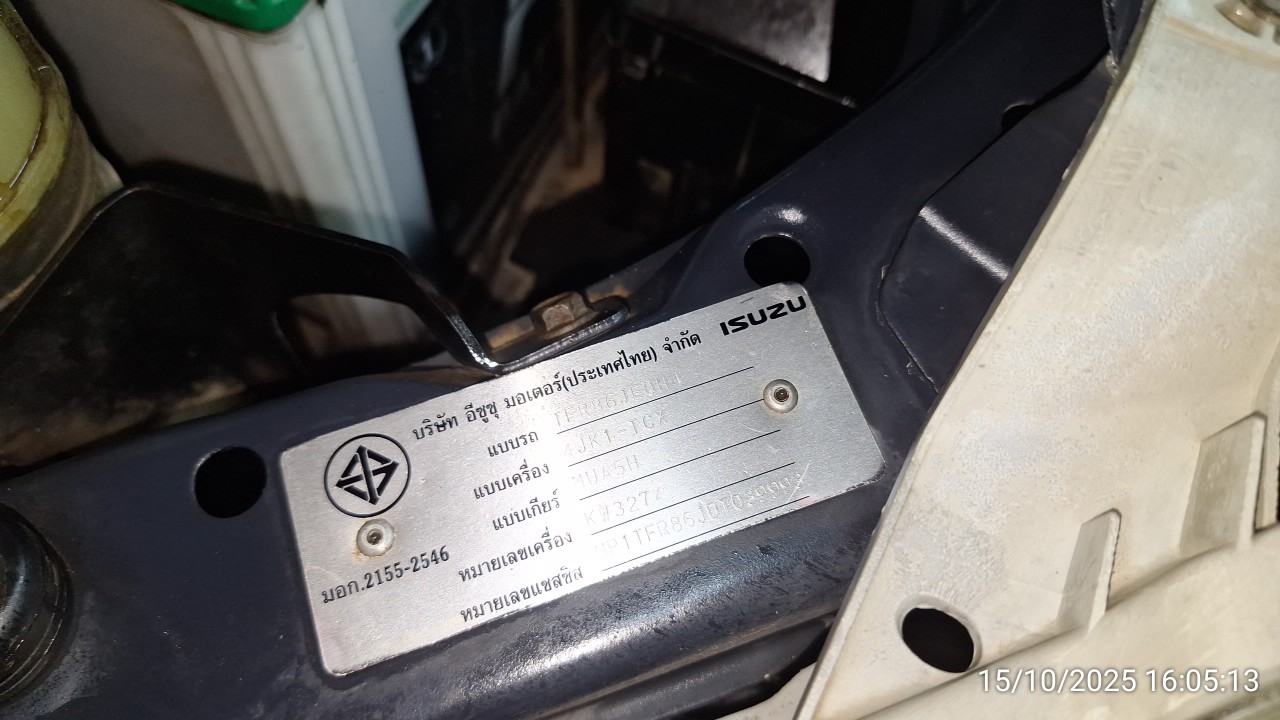 ISUZU
บริษัท อีซูซุ มอเตอร์(ประเทศไทย) จำกัด
แบบรถ
แบบเครื่อง 4JK1-TCX
แบบเกียร์ MUA5H
หมายเลขเครื่อง
หมายเลขแชสซิส
มอก.2155-2546
15/10/2025 16:05:13